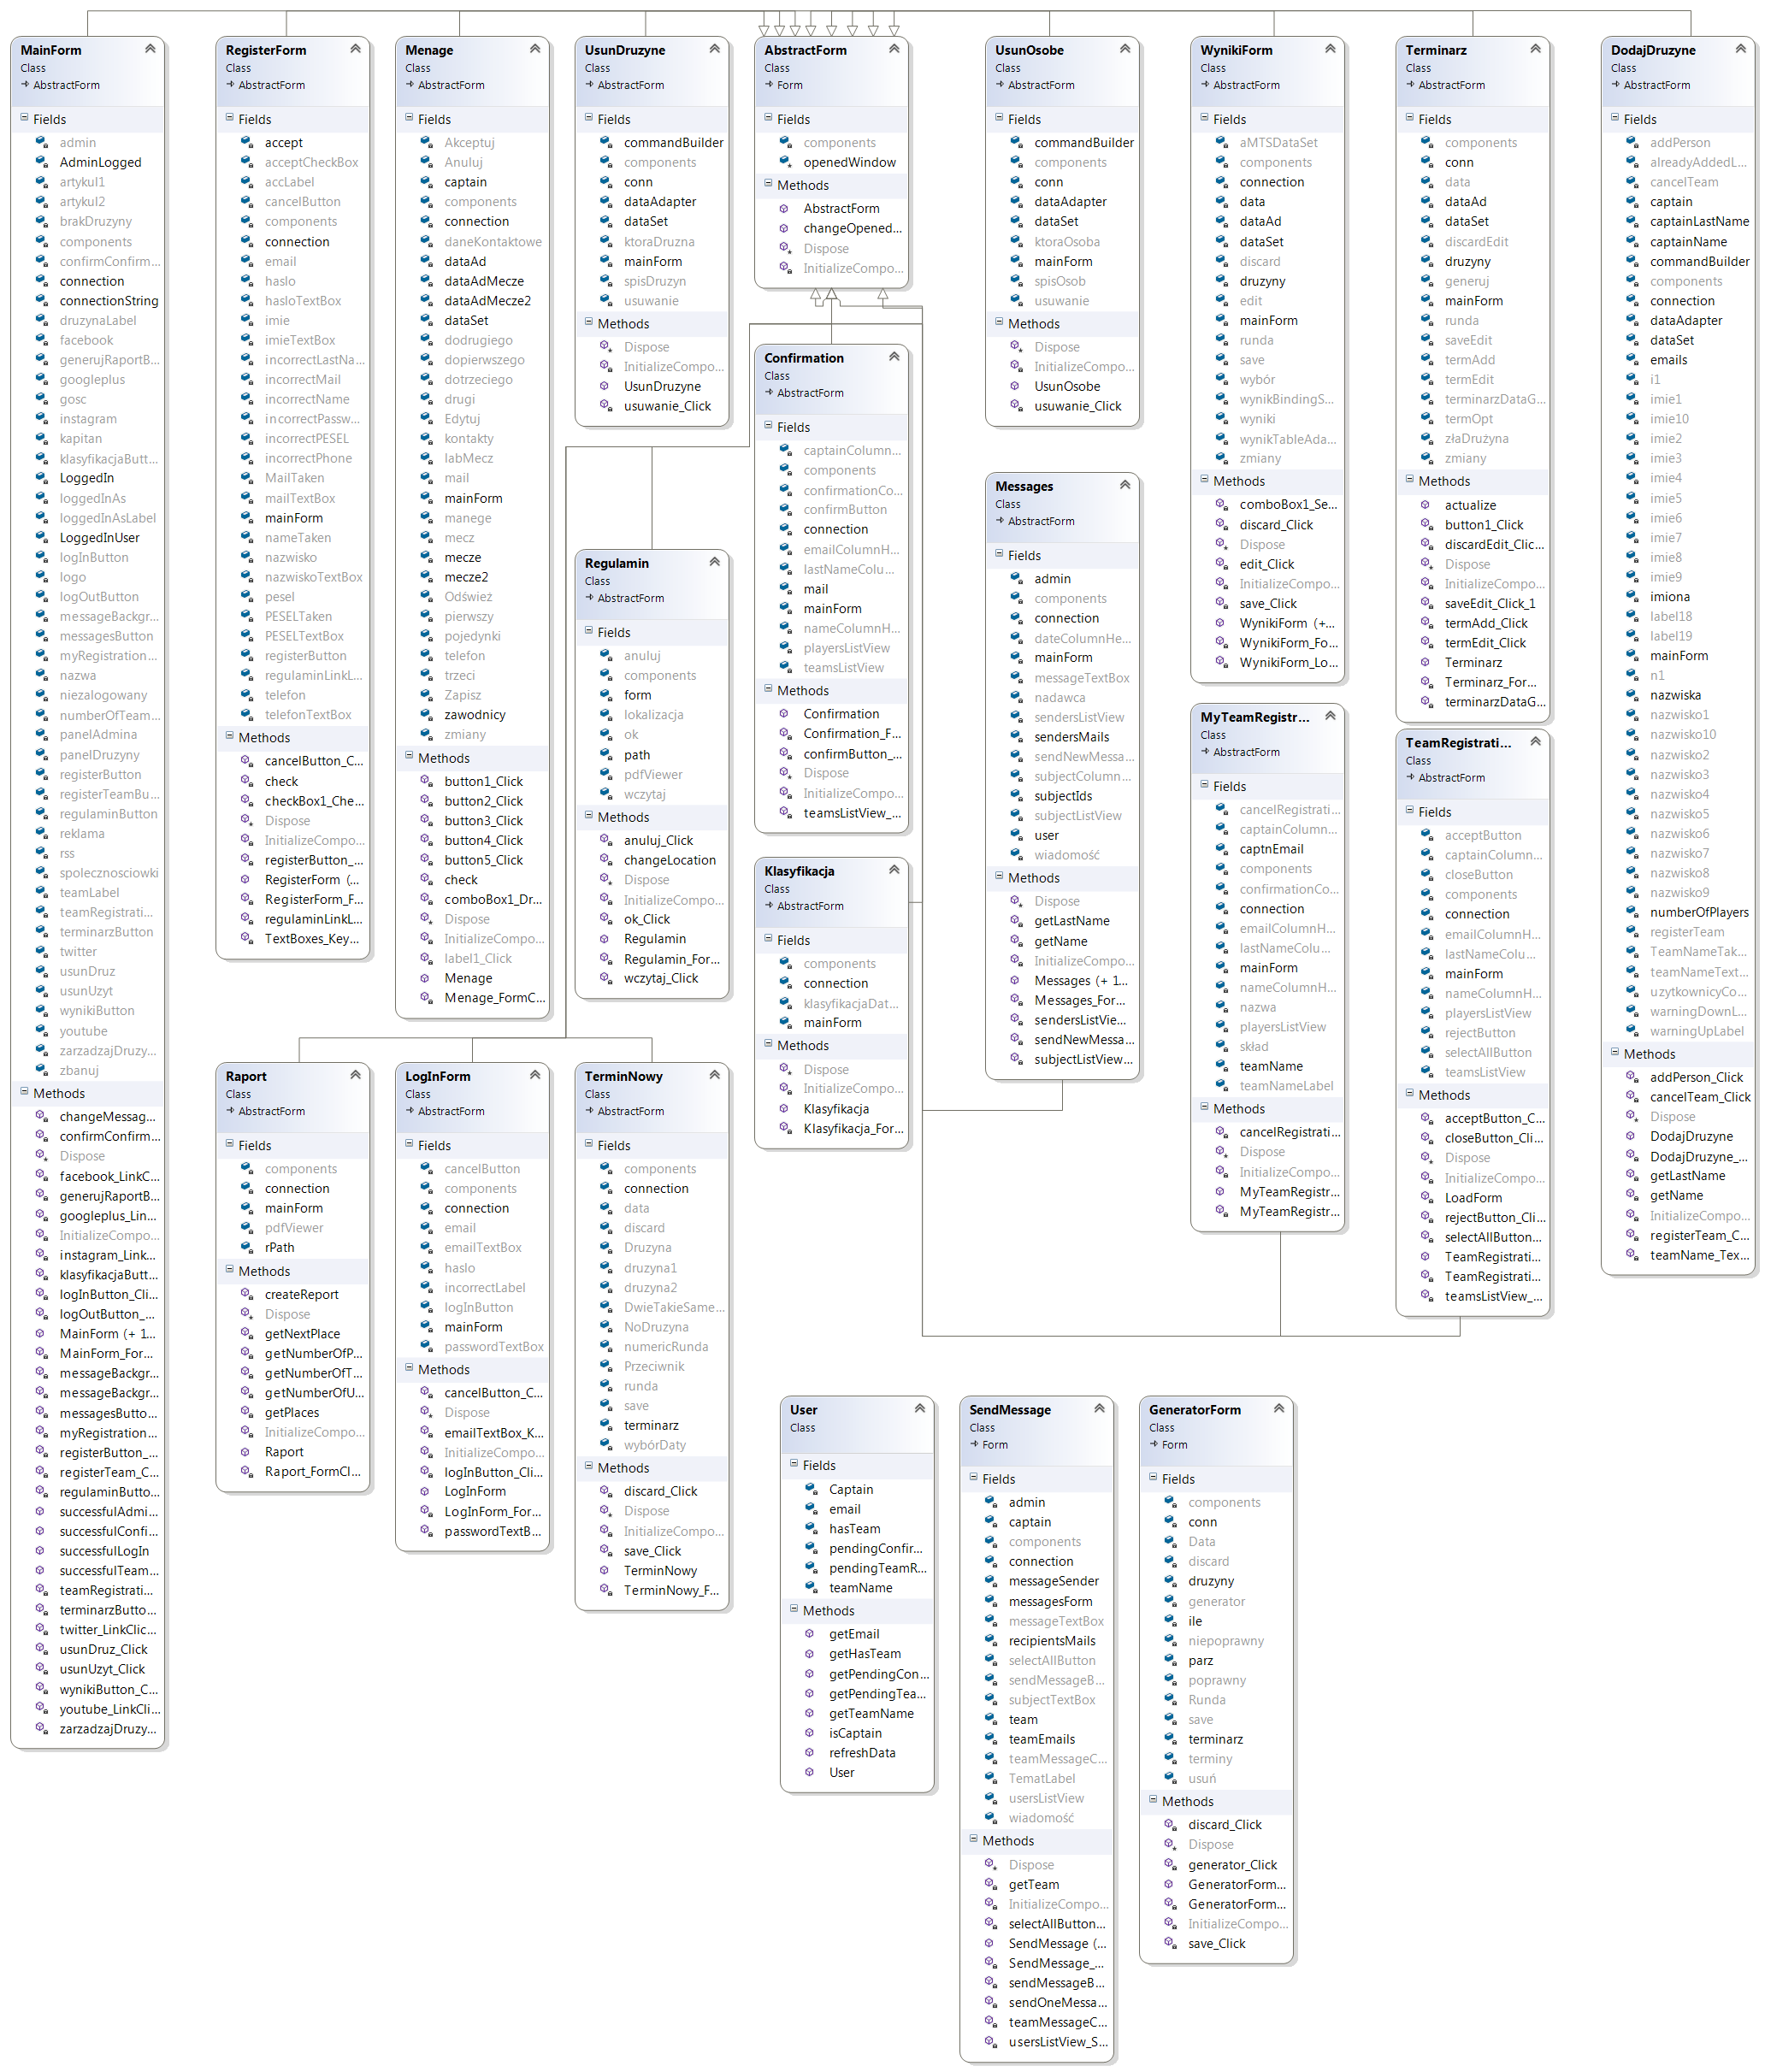 MainForm
Class
AbstractForm
Fields
admin
AdminLogged
artykul1
artykul2
brakDruzyny
components
confirmConfirm...
connection
connectionString
druzynaLabel
facebook
generujRaportB...
googleplus
gosc
instagram
kapitan
klasyfikacjaButt...
LoggedIn
loggedInAs
loggedInAsLabel
LoggedInUser
logInButton
logo
logOutButton
messageBackgr...
messagesButton
myRegistration...
nazwa
niezalogowany
numberOfTeam...
panelAdmina
panelDruzyny
registerButton
registerTeamBu...
regulaminButton
reklama
rss
spolecznosciowki
teamLabel
teamRegistrati...
terminarzButton
twitter
usunDruz
usunUzyt
wynikiButton
youtube
zarzadzajDruzy...
zbanuj
Methods
changeMessag...
confirmConfirm...
Dispose
facebook_LinkC...
generujRaportB...
googleplus_Lin...
InitializeCompo...
instagram_Link...
klasyfikacjaButt...
logInButton_Cli...
logOutButton_...
MainForm (+ 1...
MainForm_For...
messageBackgr...
messageBackgr...
messagesButto...
myRegistration...
registerButton_...
registerTeam_C...
regulaminButto...
successfulAdmi...
successfulConfi...
successfulLogIn
successfulTeam...
teamRegistrati...
terminarzButto...
twitter_LinkClic...
usunDruz_Click
usunUzyt_Click
wynikiButton_C...
youtube_LinkCli...
zarzadzajDruzy...
RegisterForm
Class
AbstractForm
Fields
accept
acceptCheckBox
accLabel
cancelButton
components
connection
email
haslo
hasloTextBox
imie
imieTextBox
incorrectLastNa...
incorrectMail
incorrectName
incorrectPassw...
incorrectPESEL
incorrectPhone
MailTaken
mailTextBox
mainForm
nameTaken
nazwisko
nazwiskoTextBox
pesel
PESELTaken
PESELTextBox
registerButton
regulaminLinkL...
telefon
telefonTextBox
Methods
cancelButton_C...
check
checkBox1_Che...
Dispose
InitializeCompo...
registerButton_...
RegisterForm (...
RegisterForm_F...
regulaminLinkL...
TextBoxes_Key...
Menage
Class
AbstractForm
Fields
Akceptuj
Anuluj
captain
components
connection
daneKontaktowe
dataAd
dataAdMecze
dataAdMecze2
dataSet
dodrugiego
dopierwszego
dotrzeciego
drugi
Edytuj
kontakty
labMecz
mail
mainForm
manege
mecz
mecze
mecze2
Odśwież
pierwszy
pojedynki
telefon
trzeci
Zapisz
zawodnicy
zmiany
Methods
button1_Click
button2_Click
button3_Click
button4_Click
button5_Click
check
comboBox1_Dr...
Dispose
InitializeCompo...
label1_Click
Menage
Menage_FormC...
UsunDruzyne
Class
AbstractForm
Fields
commandBuilder
components
conn
dataAdapter
dataSet
ktoraDruzna
mainForm
spisDruzyn
usuwanie
Methods
Dispose
InitializeCompo...
UsunDruzyne
usuwanie_Click
AbstractForm
Class
Form
Fields
components
openedWindow
Methods
AbstractForm
changeOpened...
Dispose
InitializeCompo...
UsunOsobe
Class
AbstractForm
Fields
commandBuilder
components
conn
dataAdapter
dataSet
ktoraOsoba
mainForm
spisOsob
usuwanie
Methods
Dispose
InitializeCompo...
UsunOsobe
usuwanie_Click
WynikiForm
Class
AbstractForm
Fields
aMTSDataSet
components
connection
data
dataAd
dataSet
discard
druzyny
edit
mainForm
runda
save
wybór
wynikBindingS...
wyniki
wynikTableAda...
zmiany
Methods
comboBox1_Se...
discard_Click
Dispose
edit_Click
InitializeCompo...
save_Click
WynikiForm (+...
WynikiForm_Fo...
WynikiForm_Lo...
Terminarz
Class
AbstractForm
Fields
components
conn
data
dataAd
dataSet
discardEdit
druzyny
generuj
mainForm
runda
saveEdit
termAdd
termEdit
terminarzDataG...
termOpt
złaDrużyna
zmiany
Methods
actualize
button1_Click
discardEdit_Clic...
Dispose
InitializeCompo...
saveEdit_Click_1
termAdd_Click
termEdit_Click
Terminarz
Terminarz_For...
terminarzDataG...
DodajDruzyne
Class
AbstractForm
Fields
addPerson
alreadyAddedL...
cancelTeam
captain
captainLastName
captainName
commandBuilder
components
connection
dataAdapter
dataSet
emails
i1
imie1
imie10
imie2
imie3
imie4
imie5
imie6
imie7
imie8
imie9
imiona
label18
label19
mainForm
n1
nazwiska
nazwisko1
nazwisko10
nazwisko2
nazwisko3
nazwisko4
nazwisko5
nazwisko6
nazwisko7
nazwisko8
nazwisko9
numberOfPlayers
registerTeam
TeamNameTak...
teamNameText...
uzytkownicyCo...
warningDownL...
warningUpLabel
Methods
addPerson_Click
cancelTeam_Click
Dispose
DodajDruzyne
DodajDruzyne_...
getLastName
getName
InitializeCompo...
registerTeam_C...
teamName_Tex...
Confirmation
Class
AbstractForm
Fields
captainColumn...
components
confirmationCo...
confirmButton
connection
emailColumnH...
lastNameColu...
mail
mainForm
nameColumnH...
playersListView
teamsListView
Methods
Confirmation
Confirmation_F...
confirmButton_...
Dispose
InitializeCompo...
teamsListView_...
Messages
Class
AbstractForm
Fields
admin
components
connection
dateColumnHe...
mainForm
messageTextBox
nadawca
sendersListView
sendersMails
sendNewMessa...
subjectColumn...
subjectIds
subjectListView
user
wiadomość
Methods
Dispose
getLastName
getName
InitializeCompo...
Messages (+ 1...
Messages_For...
sendersListVie...
sendNewMessa...
subjectListView...
Regulamin
Class
AbstractForm
Fields
anuluj
components
form
lokalizacja
ok
path
pdfViewer
wczytaj
Methods
anuluj_Click
changeLocation
Dispose
InitializeCompo...
ok_Click
Regulamin
Regulamin_For...
wczytaj_Click
MyTeamRegistr...
Class
AbstractForm
Fields
cancelRegistrati...
captainColumn...
captnEmail
components
confirmationCo...
connection
emailColumnH...
lastNameColu...
mainForm
nameColumnH...
nazwa
playersListView
skład
teamName
teamNameLabel
Methods
cancelRegistrati...
Dispose
InitializeCompo...
MyTeamRegistr...
MyTeamRegistr...
TeamRegistrati...
Class
AbstractForm
Fields
acceptButton
captainColumn...
closeButton
components
connection
emailColumnH...
lastNameColu...
mainForm
nameColumnH...
playersListView
rejectButton
selectAllButton
teamsListView
Methods
acceptButton_C...
closeButton_Cli...
Dispose
InitializeCompo...
LoadForm
rejectButton_Cli...
selectAllButton...
TeamRegistrati...
TeamRegistrati...
teamsListView_...
Klasyfikacja
Class
AbstractForm
Fields
components
connection
klasyfikacjaDat...
mainForm
Methods
Dispose
InitializeCompo...
Klasyfikacja
Klasyfikacja_For...
Raport
Class
AbstractForm
Fields
components
connection
mainForm
pdfViewer
rPath
Methods
createReport
Dispose
getNextPlace
getNumberOfP...
getNumberOfT...
getNumberOfU...
getPlaces
InitializeCompo...
Raport
Raport_FormCl...
LogInForm
Class
AbstractForm
Fields
cancelButton
components
connection
email
emailTextBox
haslo
incorrectLabel
logInButton
mainForm
passwordTextBox
Methods
cancelButton_C...
Dispose
emailTextBox_K...
InitializeCompo...
logInButton_Cli...
LogInForm
LogInForm_For...
passwordTextB...
TerminNowy
Class
AbstractForm
Fields
components
connection
data
discard
Druzyna
druzyna1
druzyna2
DwieTakieSame...
NoDruzyna
numericRunda
Przeciwnik
runda
save
terminarz
wybórDaty
Methods
discard_Click
Dispose
InitializeCompo...
save_Click
TerminNowy
TerminNowy_F...
User
Class
Fields
Captain
email
hasTeam
pendingConfir...
pendingTeamR...
teamName
Methods
getEmail
getHasTeam
getPendingCon...
getPendingTea...
getTeamName
isCaptain
refreshData
User
SendMessage
Class
Form
Fields
admin
captain
components
connection
messageSender
messagesForm
messageTextBox
recipientsMails
selectAllButton
sendMessageB...
subjectTextBox
team
teamEmails
teamMessageC...
TematLabel
usersListView
wiadomość
Methods
Dispose
getTeam
InitializeCompo...
selectAllButton...
SendMessage (...
SendMessage_...
sendMessageB...
sendOneMessa...
teamMessageC...
usersListView_S...
GeneratorForm
Class
Form
Fields
components
conn
Data
discard
druzyny
generator
ile
niepoprawny
parz
poprawny
Runda
save
terminarz
terminy
usuń
Methods
discard_Click
Dispose
generator_Click
GeneratorForm...
GeneratorForm...
InitializeCompo...
save_Click